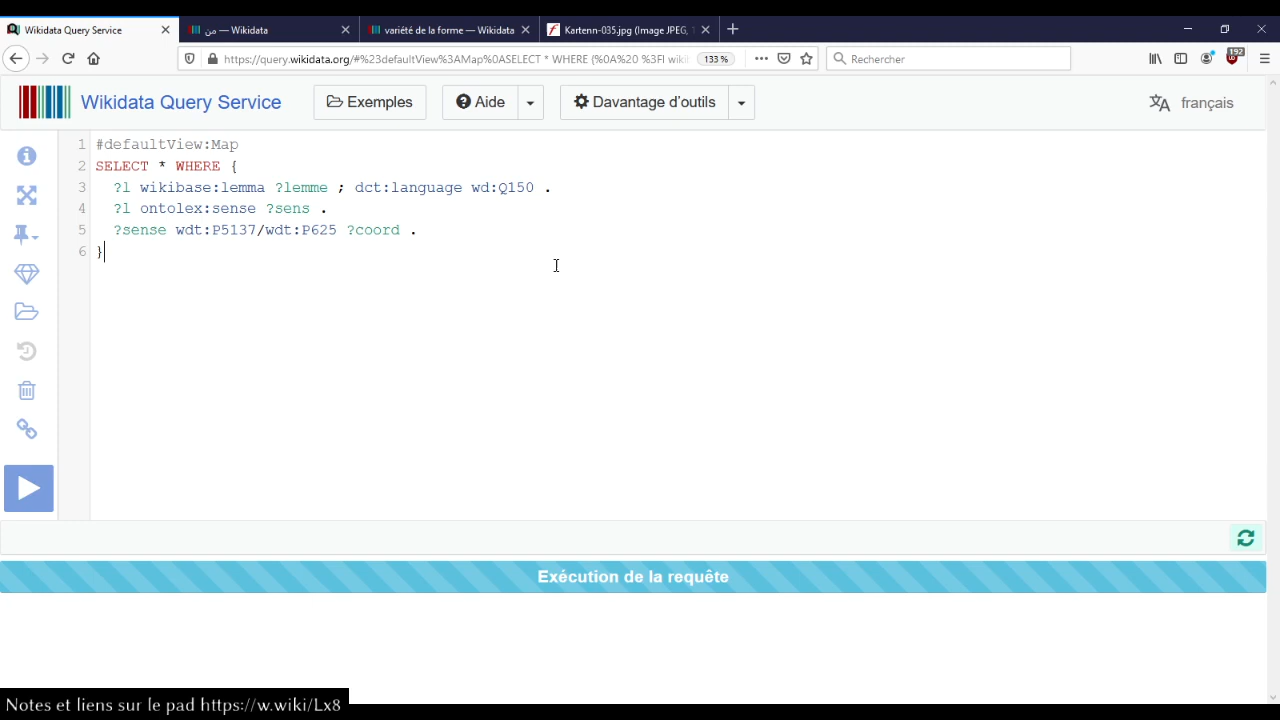 Wikidata Query Service
من — Wikidata
variété de la forme — Wikidata
Kartenn-035.jpg (Image JPEG, 1
https://query.wikidata.org/#%23defaultView%3AMap%0ASELECT * WHERE {%0A%20 %3Fl wiki
133 %
Rechercher
192
Wikidata Query Service
Exemples
Aide
Davantage d'outils
français
1 #defaultView:Map
2 SELECT * WHERE {
3 ?l wikibase:lemma ?lemme ; dct:language wd:Q150 .
4 ?l ontolex:sense ?sens .
5 ?sense wdt:P5137/wdt:P625 ?coord .
6 }
Exécution de la requête
Notes et liens sur le pad https://w.wiki/Lx8